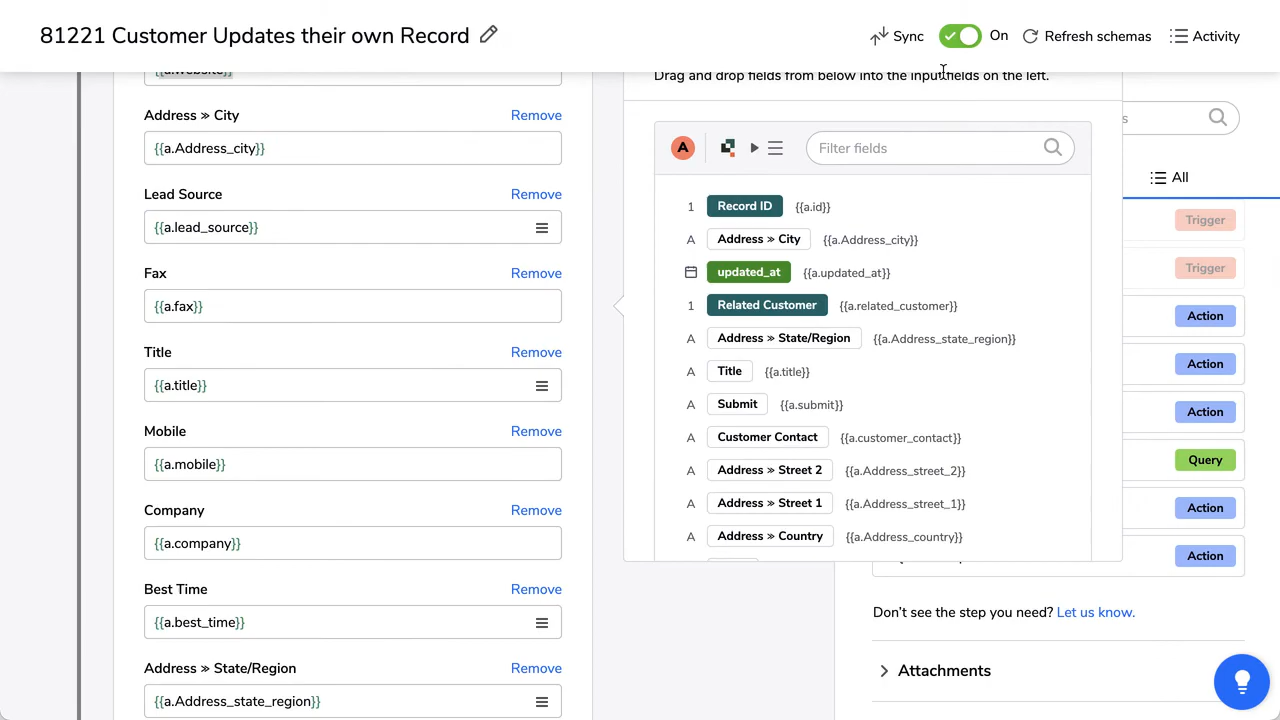 81221 Customer Updates their own Record
Sync
On
Refresh schemas
Activity
{{a.website}}
Address » City
Remove
{{a.Address_city}}
Lead Source
Remove
{{a.lead_source}}
Fax
Remove
{{a.fax}}
Title
Remove
{{a.title}}
Mobile
Remove
{{a.mobile}}
Company
Remove
{{a.company}}
Best Time
Remove
{{a.best_time}}
Address » State/Region
Remove
{{a.Address_state_region}}
Drag and drop fields from below into the input fields on the left.
A
Filter fields
1 Record ID {{a.id}}
A Address » City {{a.Address_city}}
updated_at {{a.updated_at}}
1 Related Customer {{a.related_customer}}
A Address » State/Region {{a.Address_state_region}}
A Title {{a.title}}
A Submit {{a.submit}}
A Customer Contact {{a.customer_contact}}
A Address » Street 2 {{a.Address_street_2}}
A Address » Street 1 {{a.Address_street_1}}
A Address » Country {{a.Address_country}}
s
All
Trigger
Trigger
Action
Action
Action
Query
Action
Action
Don't see the step you need? Let us know.
Attachments